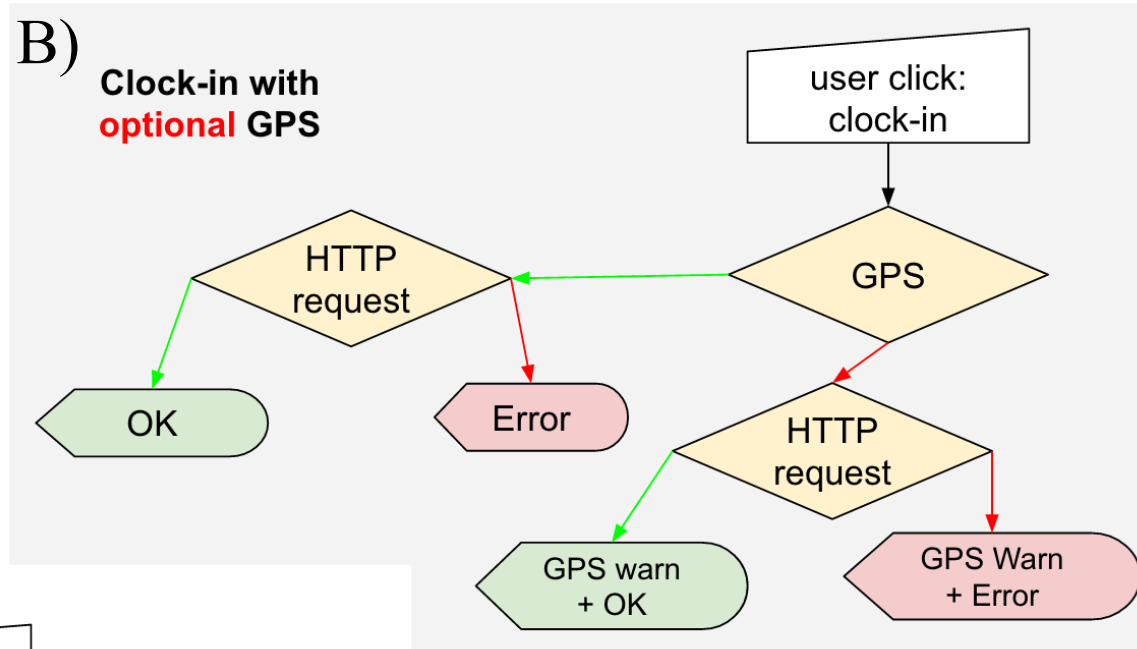 B)
Clock-in with
optional GPS
user click:
clock-in
HTTP
request
GPS
OK
Error
HTTP
request
GPS warn
+ OK
GPS Warn
+ Error